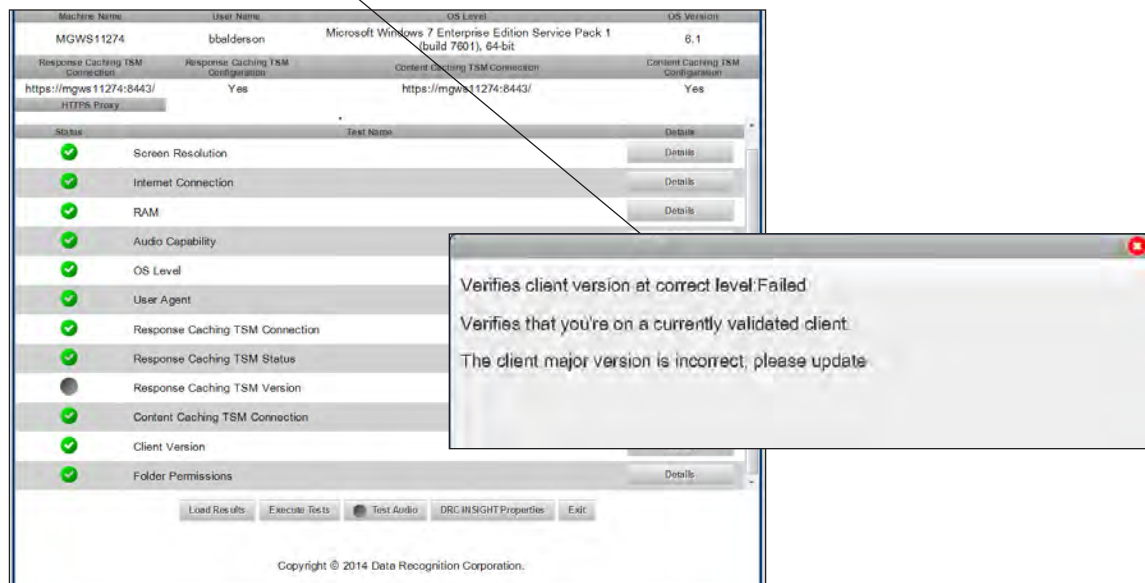 Machine Name User Name OS Level OS Version
MGWS11274 bbalderson Microsoft Windows 7 Enterprise Edition Service Pack 1 (build 7601), 64-bit 6.1
Response Caching TSM Connection Response Caching TSM Configuration Content Caching TSM Connection Content Caching TSM Configuration
https://mgws11274:8443/ Yes https://mgws11274:8443/ Yes
HTTPS Proxy
Status Test Name Details
Screen Resolution Details
Internet Connection Details
RAM Details
Audio Capability
OS Level
User Agent
Response Caching TSM Connection
Response Caching TSM Status
Response Caching TSM Version
Content Caching TSM Connection
Client Version
Folder Permissions Details
Verifies client version at correct level:Failed
Verifies that you're on a currently validated client.
The client major version is incorrect, please update
Load Results Execute Tests Test Audio DRC INSIGHT Properties Exit
Copyright © 2014 Data Recognition Corporation.